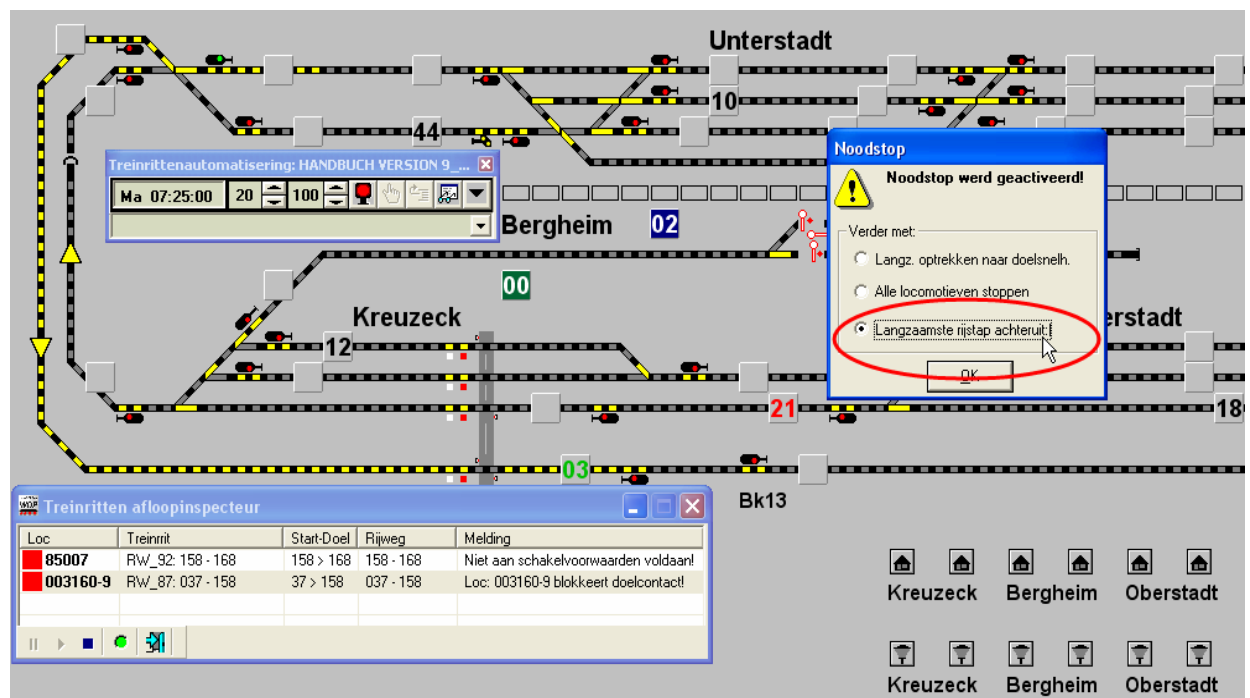 Unterstadt
10
44
Noodstop
Noodstop werd geactiveerd!
Verder met:
Langz. optrekken naar doelsnelh.
Alle locomotieven stoppen
Langzaamste rijstap achteruit:
OK
Treinrittenautomatisering: HANDBUCH VERSION 9_...
Ma 07:25:00 20 100
Bergheim 02
00
Kreuzeck
erstadt
12
21
18
03
Bk13
Treinritten afloopinspecteur
Loc Treinrit Start-Doel Rijweg Melding
85007 RW_92: 158 - 168 158 > 168 158 - 168 Niet aan schakelvoorwaarden voldaan!
003160-9 RW_87: 037 - 158 37 > 158 037 - 158 Loc: 003160-9 blokkeert doelcontact!
Kreuzeck Bergheim Oberstadt
Kreuzeck Bergheim Oberstadt